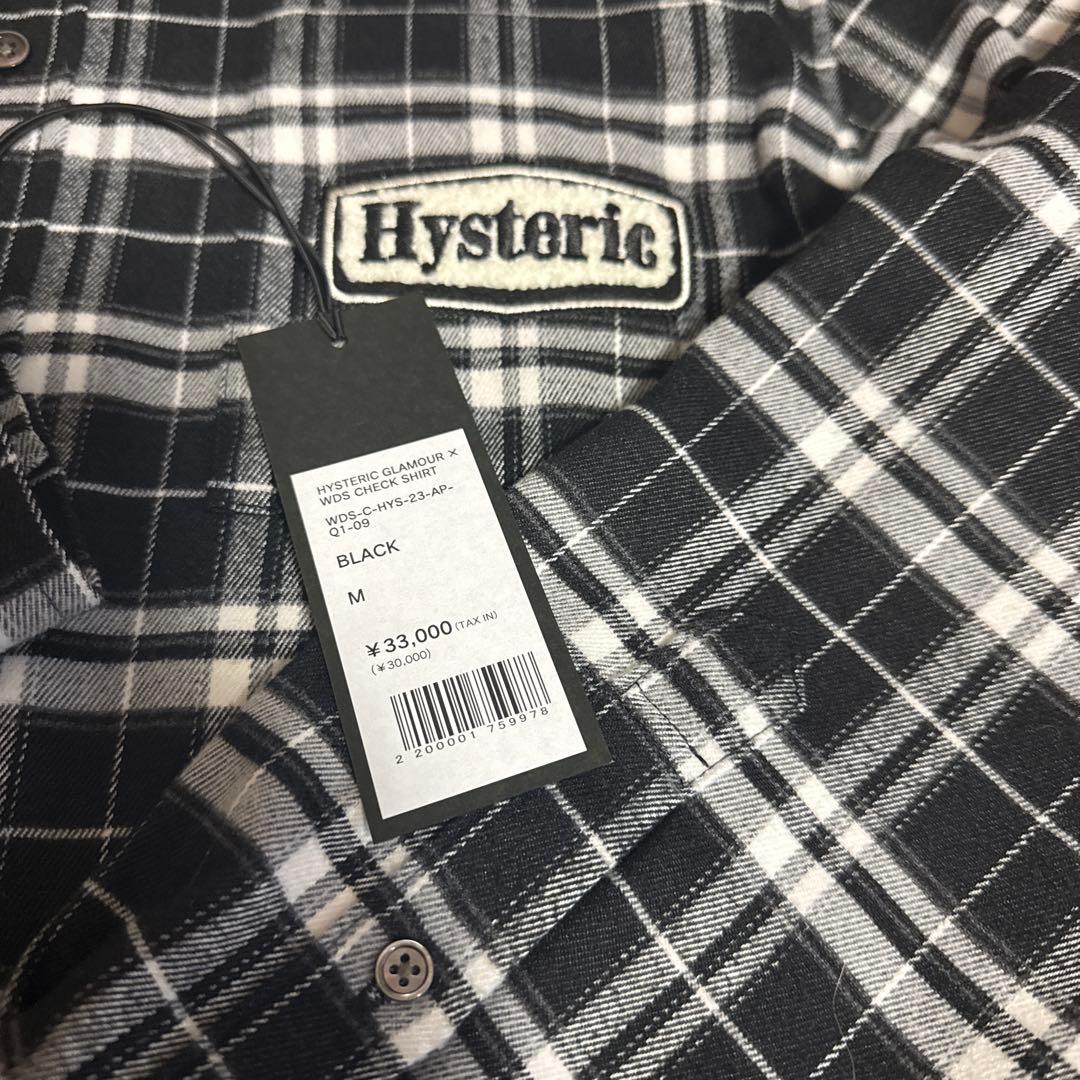 Hysteric
HYSTERIC GLAMOUR ×
WDS CHECK SHIRT
WDS-C-HYS-23-AP-
Q1-09
BLACK
M
¥33,000 (TAX IN)
(¥30,000)
2 200001 759978